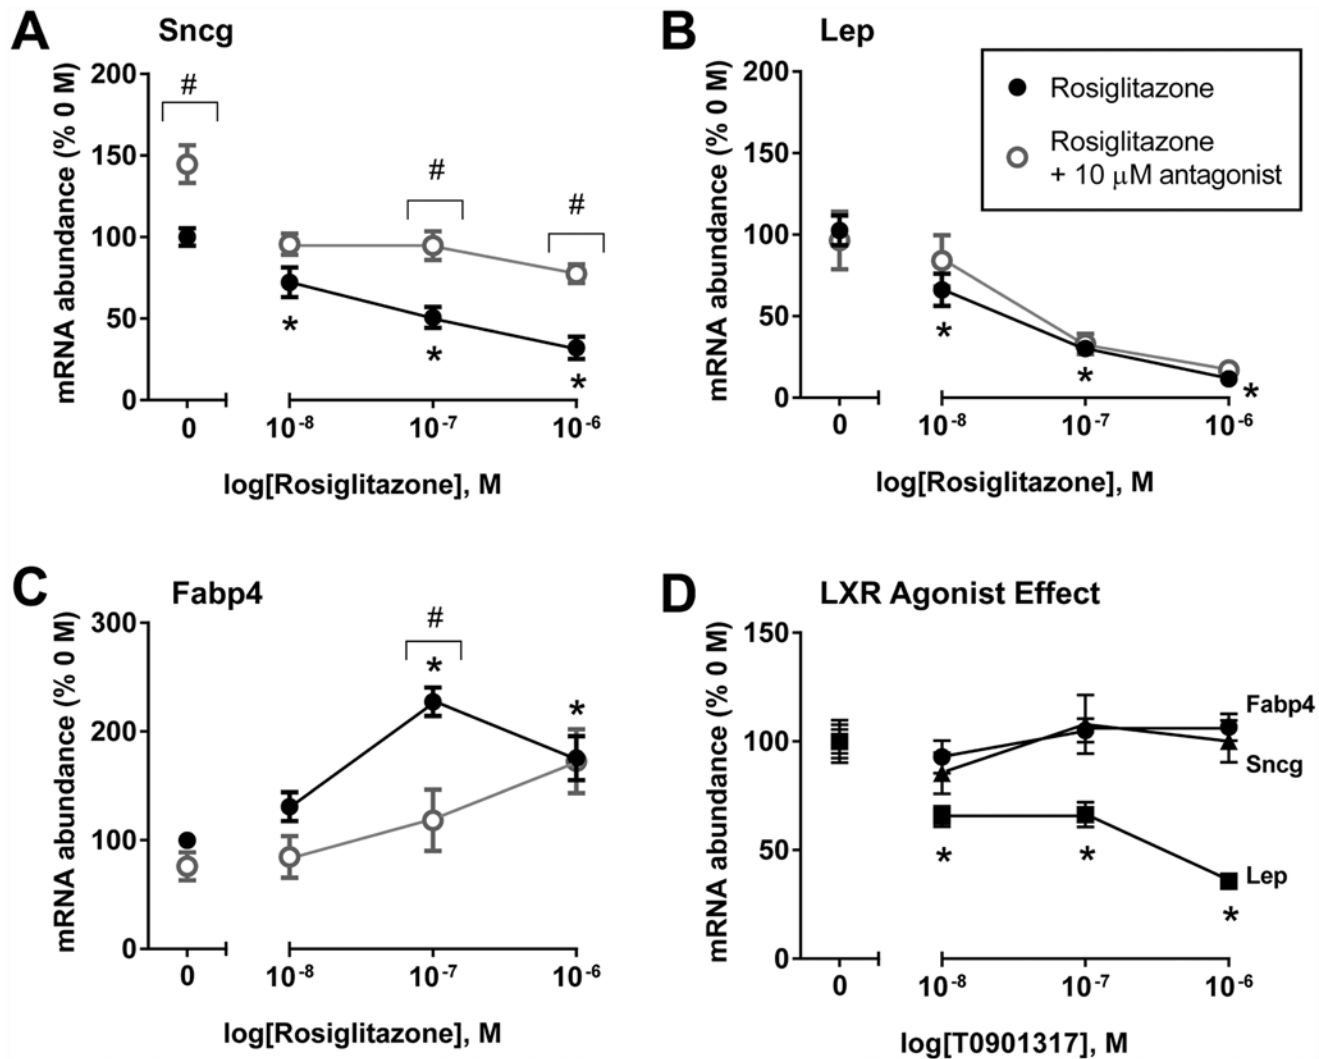 A
Sncg
mRNA abundance (% 0 M)
200
150
100
50
0
#
#
#
*
*
*
0
10-8
10-7
10-6
log[Rosiglitazone], M
B
Lep
mRNA abundance (% 0 M)
200
150
100
50
0
Rosiglitazone
Rosiglitazone
+ 10 μM antagonist
*
*
*
0
10-8
10-7
10-6
log[Rosiglitazone], M
C
Fabp4
mRNA abundance (% 0 M)
300
200
100
0
#
*
*
0
10-8
10-7
10-6
log[Rosiglitazone], M
D
LXR Agonist Effect
mRNA abundance (% 0 M)
150
100
50
0
Fabp4
Sncg
Lep
*
*
*
0
10-8
10-7
10-6
log[T0901317], M